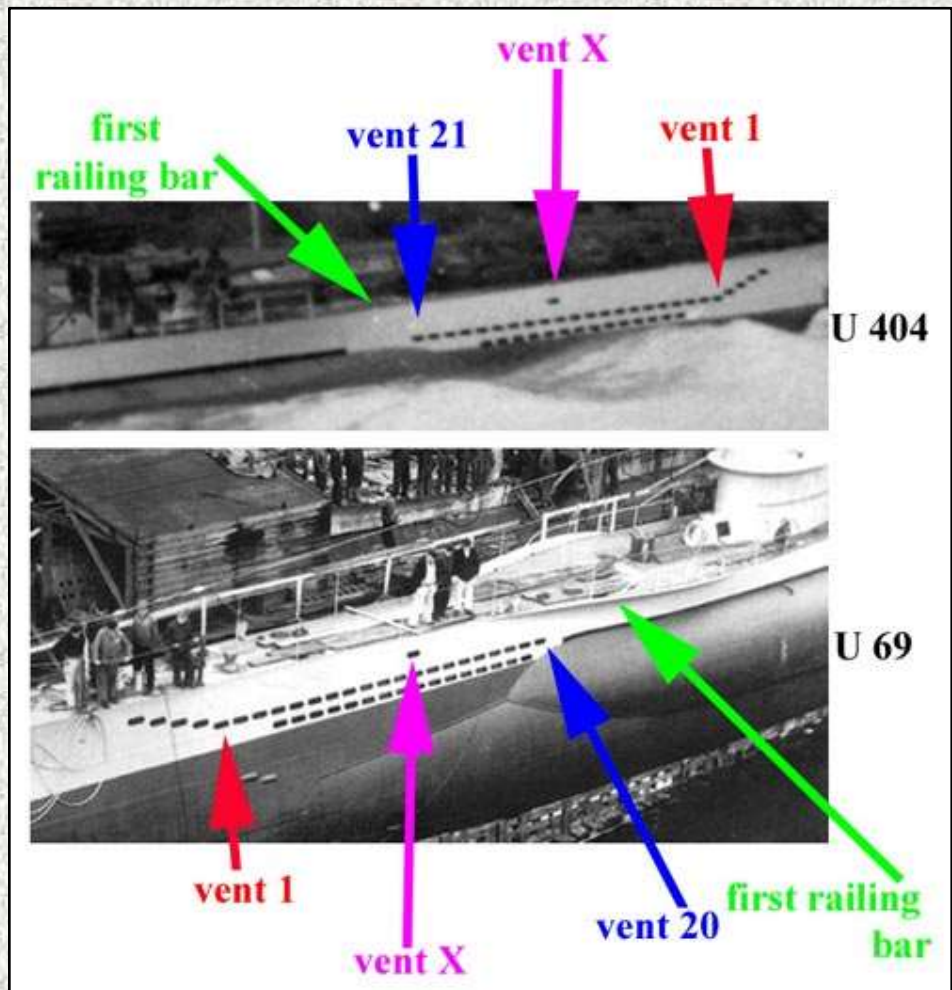 vent X
first
railing bar
vent 21
vent 1
U 404
U 69
vent 1
vent X
vent 20
first railing
bar